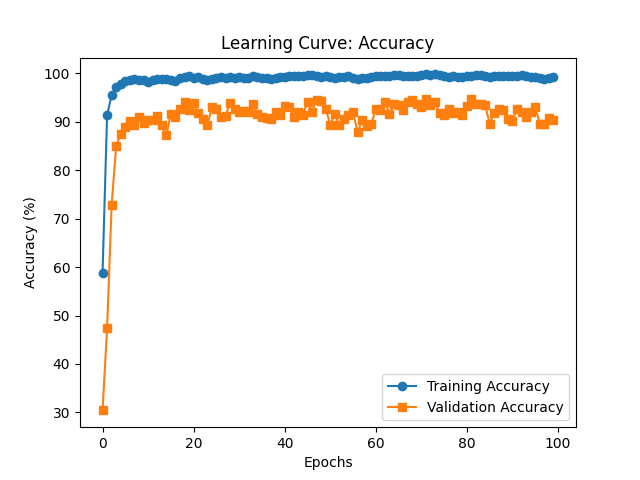 Learning Curve: Accuracy
100
90
80
70
60
50
40
30
Accuracy (%)
0 20 40 60 80 100
Epochs
Training Accuracy
Validation Accuracy